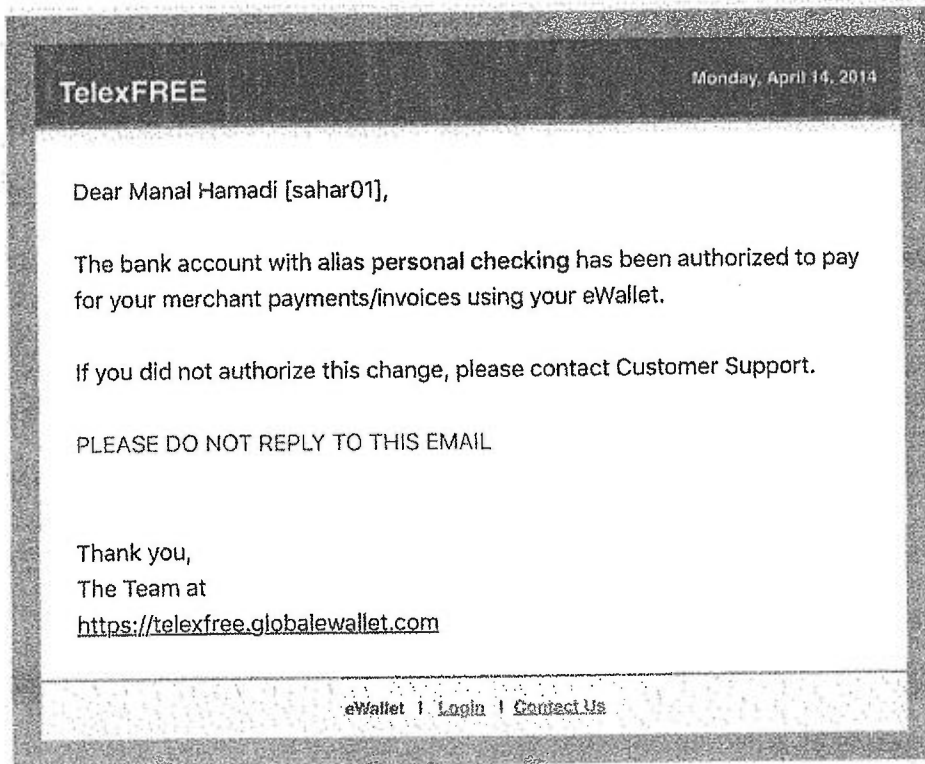 TelexFREE
Monday, April 14, 2014
Dear Manal Hamadi [sahar01],
The bank account with alias personal checking has been authorized to pay
for your merchant payments/invoices using your eWallet.
If you did not authorize this change, please contact Customer Support.
PLEASE DO NOT REPLY TO THIS EMAIL
Thank you,
The Team at
https://telexfree.globalewallet.com
eWallet | Login | Contact Us